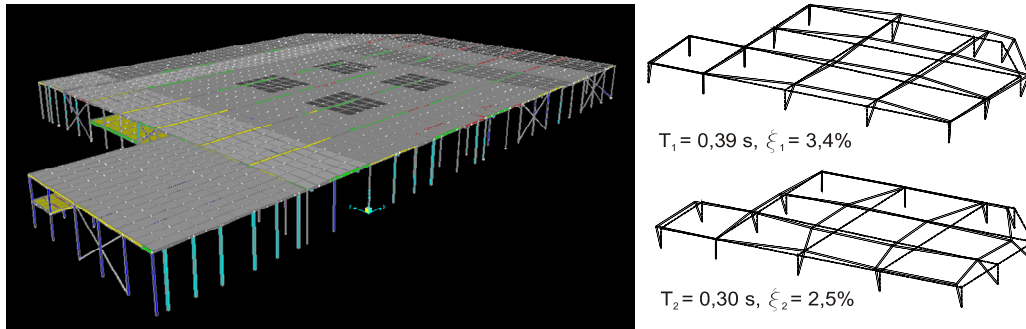 T₁ = 0,39 s, ξ₁ = 3,4%
T₂ = 0,30 s, ξ₂ = 2,5%